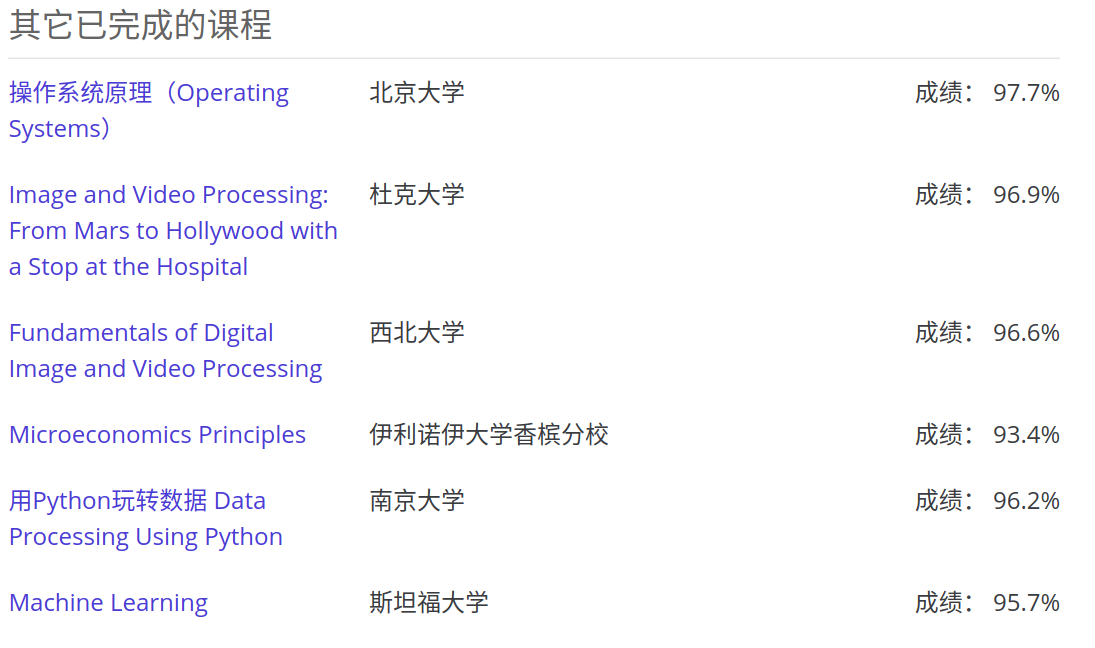 其它已完成的课程
操作系统原理（Operating Systems） 北京大学 成绩： 97.7%
Image and Video Processing: From Mars to Hollywood with a Stop at the Hospital 杜克大学 成绩： 96.9%
Fundamentals of Digital Image and Video Processing 西北大学 成绩： 96.6%
Microeconomics Principles 伊利诺伊大学香槟分校 成绩： 93.4%
用Python玩转数据 Data Processing Using Python 南京大学 成绩： 96.2%
Machine Learning 斯坦福大学 成绩： 95.7%